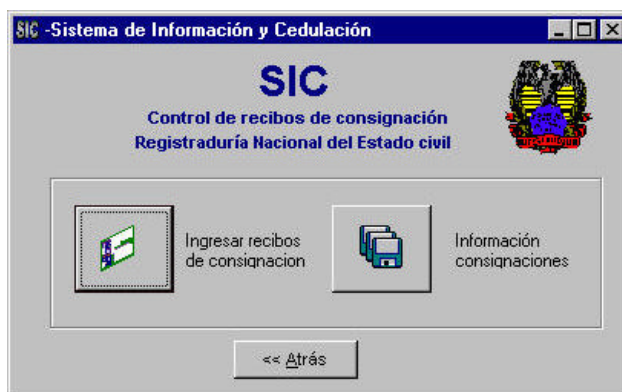 SIC -Sistema de Información y Cedulación
SIC
Control de recibos de consignación
Registraduría Nacional del Estado civil
Ingresar recibos
de consignacion
Información
consignaciones
<< Atrás